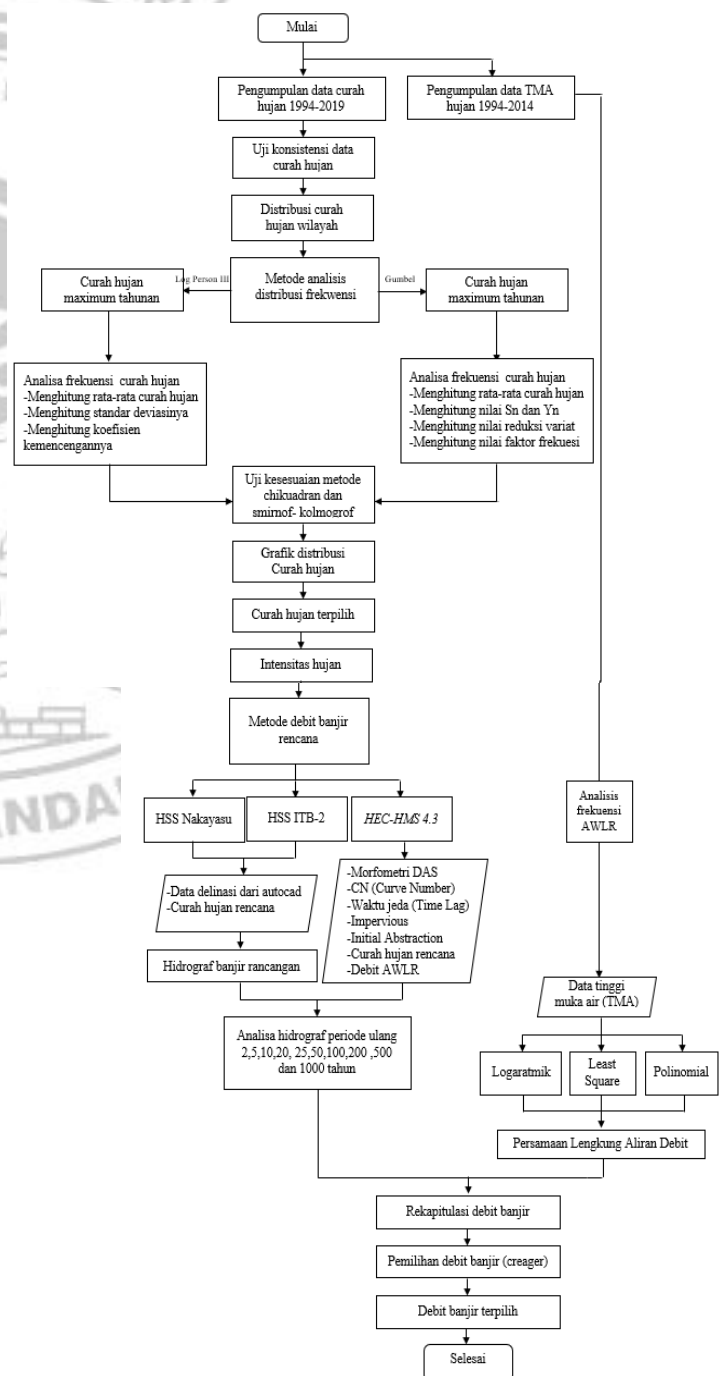 Mulai
Pengumpulan data curah
hujan 1994-2019
Pengumpulan data TMA
hujan 1994-2014
Uji konsistensi data
curah hujan
Distribusi curah
hujan wilayah
Curah hujan
maximum tahunan
Log Person III
Metode analisis
distribusi frekwensi
Gumbel
Curah hujan
maximum tahunan
Analisa frekuensi curah hujan
-Menghitung rata-rata curah hujan
-Menghitung standar deviasinya
-Menghitung koefisien
kemencengannya
Analisa frekuensi curah hujan
-Menghitung rata-rata curah hujan
-Menghitung nilai Sn dan Yn
-Menghitung nilai reduksi variat
-Menghitung nilai faktor frekuesi
Uji kesesuaian metode
chikuadran dan
smirnof- kolmogrof
Grafik distribusi
Curah hujan
Curah hujan terpilih
Intensitas hujan
Metode debit banjir
rencana
HSS Nakayasu
HSS ITB-2
HEC-HMS 4.3
Analisis
frekuensi
AWLR
-Data delinasi dari autocad
-Curah hujan rencana
-Morfometri DAS
-CN (Curve Number)
-Waktu jeda (Time Lag)
-Impervious
-Initial Abstraction
-Curah hujan rencana
-Debit AWLR
Hidrograf banjir rancangan
Data tinggi
muka air (TMA)
Analisa hidrograf periode ulang
2,5,10,20, 25,50,100,200 ,500
dan 1000 tahun
Logaratmik
Least
Square
Polinomial
Persamaan Lengkung Aliran Debit
Rekapitulasi debit banjir
Pemilihan debit banjir (creager)
Debit banjir terpilih
Selesai
NDA